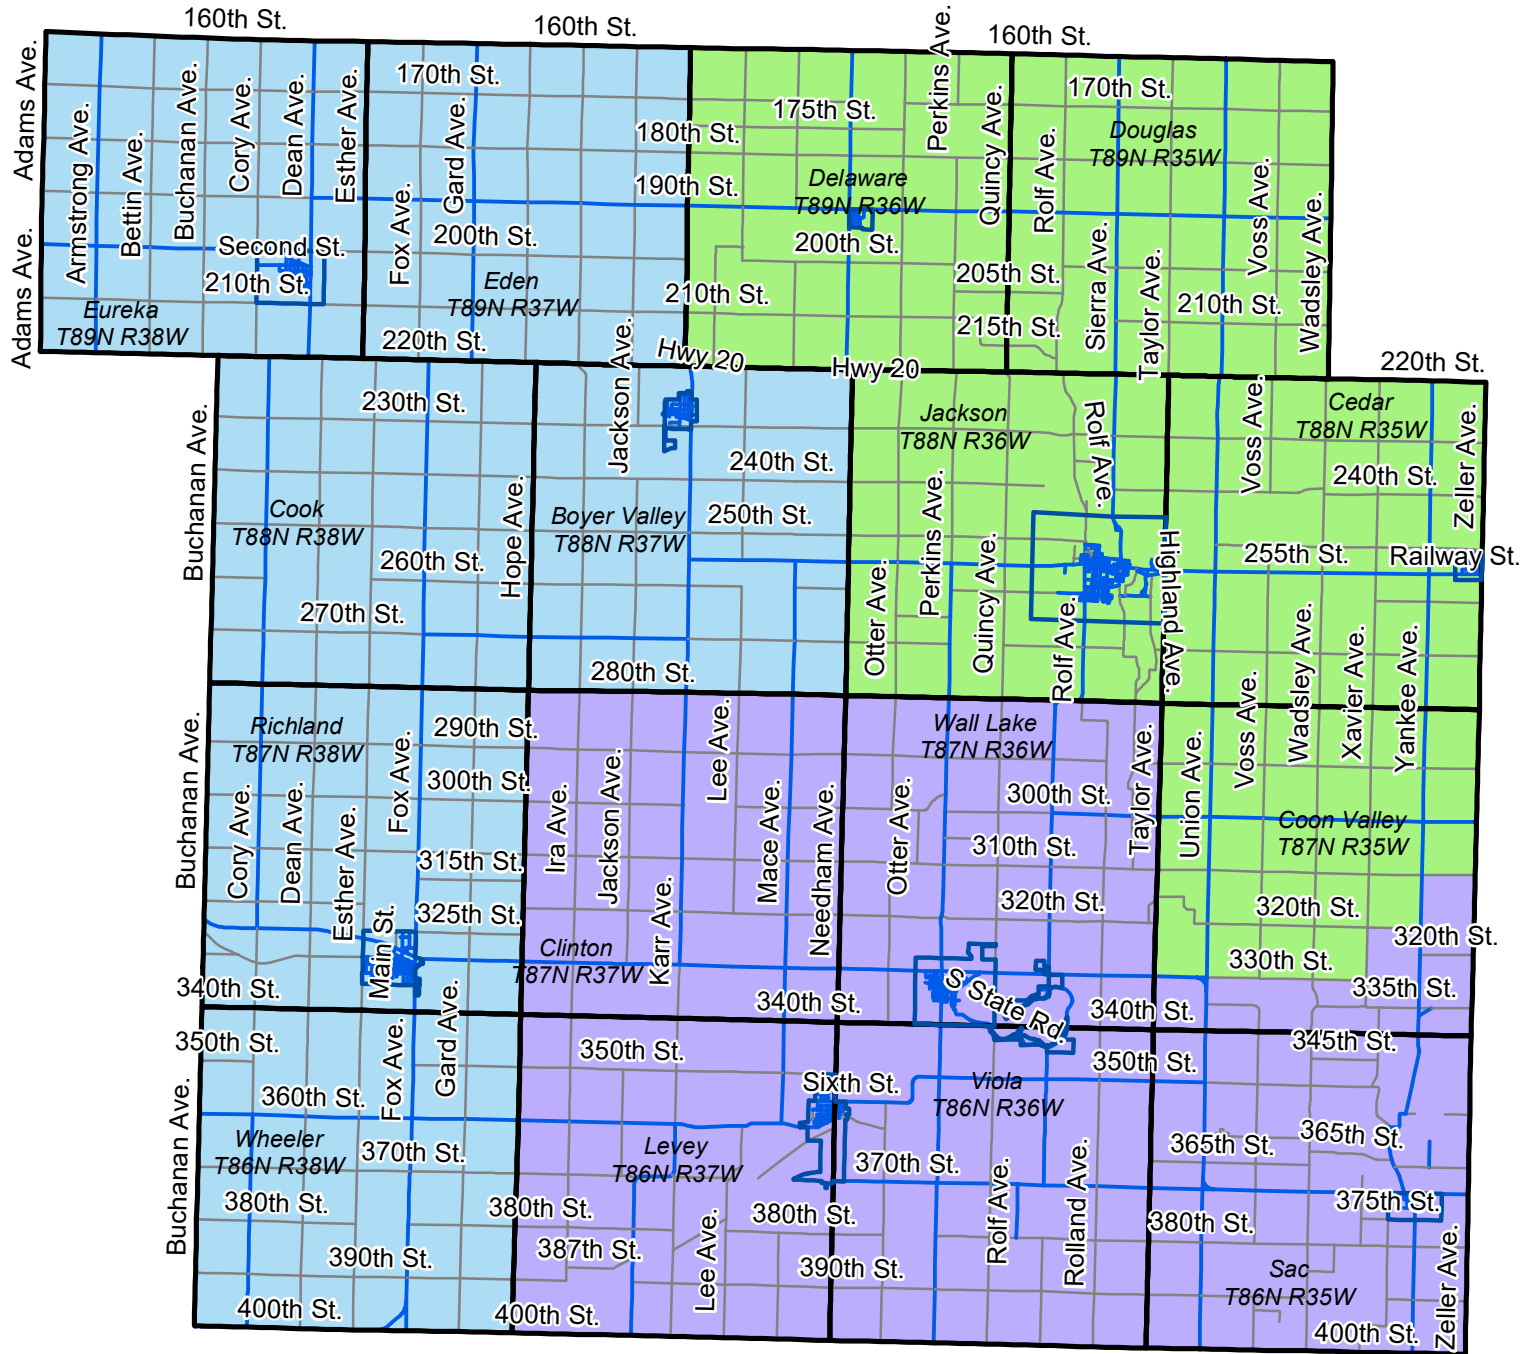 160th St.
160th St.
160th St.
Adams Ave.
Armstrong Ave.
Bettin Ave.
Buchanan Ave.
Cory Ave.
Dean Ave.
Esther Ave.
170th St.
Gard Ave.
Fox Ave.
180th St.
175th St.
Perkins Ave.
Quincy Ave.
170th St.
Douglas
T89N R35W
Rolf Ave.
190th St.
Delaware
T89N R36W
200th St.
200th St.
Voss Ave.
Wadsley Ave.
Adams Ave.
Second St.
210th St.
Eureka
T89N R38W
Eden
T89N R37W
210th St.
205th St.
215th St.
Sierra Ave.
Taylor Ave.
210th St.
220th St.
Jackson Ave.
Hwy 20
Hwy 20
220th St.
Buchanan Ave.
230th St.
Jackson
T88N R36W
Rolf Ave.
Voss Ave.
Cedar
T88N R35W
Zeller Ave.
240th St.
240th St.
Cook
T88N R38W
Hope Ave.
Boyer Valley
T88N R37W
250th St.
Perkins Ave.
260th St.
255th St.
Railway St.
Highland Ave.
Otter Ave.
Quincy Ave.
Rolf Ave.
270th St.
280th St.
Wadsley Ave.
Xavier Ave.
Yankee Ave.
Buchanan Ave.
Richland
T87N R38W
290th St.
Fox Ave.
300th St.
Lee Ave.
Wall Lake
T87N R36W
Voss Ave.
Union Ave.
Taylor Ave.
Cory Ave.
Dean Ave.
Esther Ave.
Ira Ave.
Jackson Ave.
Mace Ave.
Needham Ave.
Otter Ave.
300th St.
310th St.
Coon Valley
T87N R35W
315th St.
325th St.
320th St.
320th St.
320th St.
Main St.
Clinton
T87N R37W
Karr Ave.
330th St.
335th St.
340th St.
340th St.
S State Rd.
340th St.
Gard Ave.
Fox Ave.
350th St.
350th St.
345th St.
350th St.
Buchanan Ave.
360th St.
Sixth St.
Viola
T86N R36W
Wheeler
T86N R38W
370th St.
Levey
T86N R37W
370th St.
365th St.
365th St.
Rolf Ave.
Rolland Ave.
380th St.
380th St.
380th St.
380th St.
375th St.
387th St.
390th St.
Lee Ave.
390th St.
Sac
T86N R35W
Zeller Ave.
400th St.
400th St.
400th St.